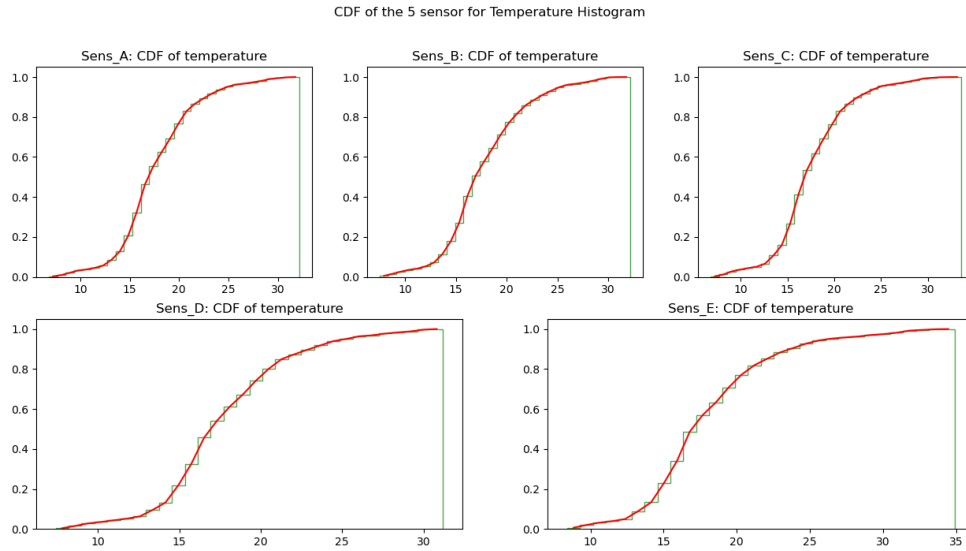 CDF of the 5 sensor for Temperature Histogram
Sens_A: CDF of temperature
1.0
0.8
0.6
0.4
0.2
0.0
10 15 20 25 30
Sens_B: CDF of temperature
1.0
0.8
0.6
0.4
0.2
0.0
10 15 20 25 30
Sens_C: CDF of temperature
1.0
0.8
0.6
0.4
0.2
0.0
10 15 20 25 30
Sens_D: CDF of temperature
1.0
0.8
0.6
0.4
0.2
0.0
10 15 20 25 30
Sens_E: CDF of temperature
1.0
0.8
0.6
0.4
0.2
0.0
10 15 20 25 30 35